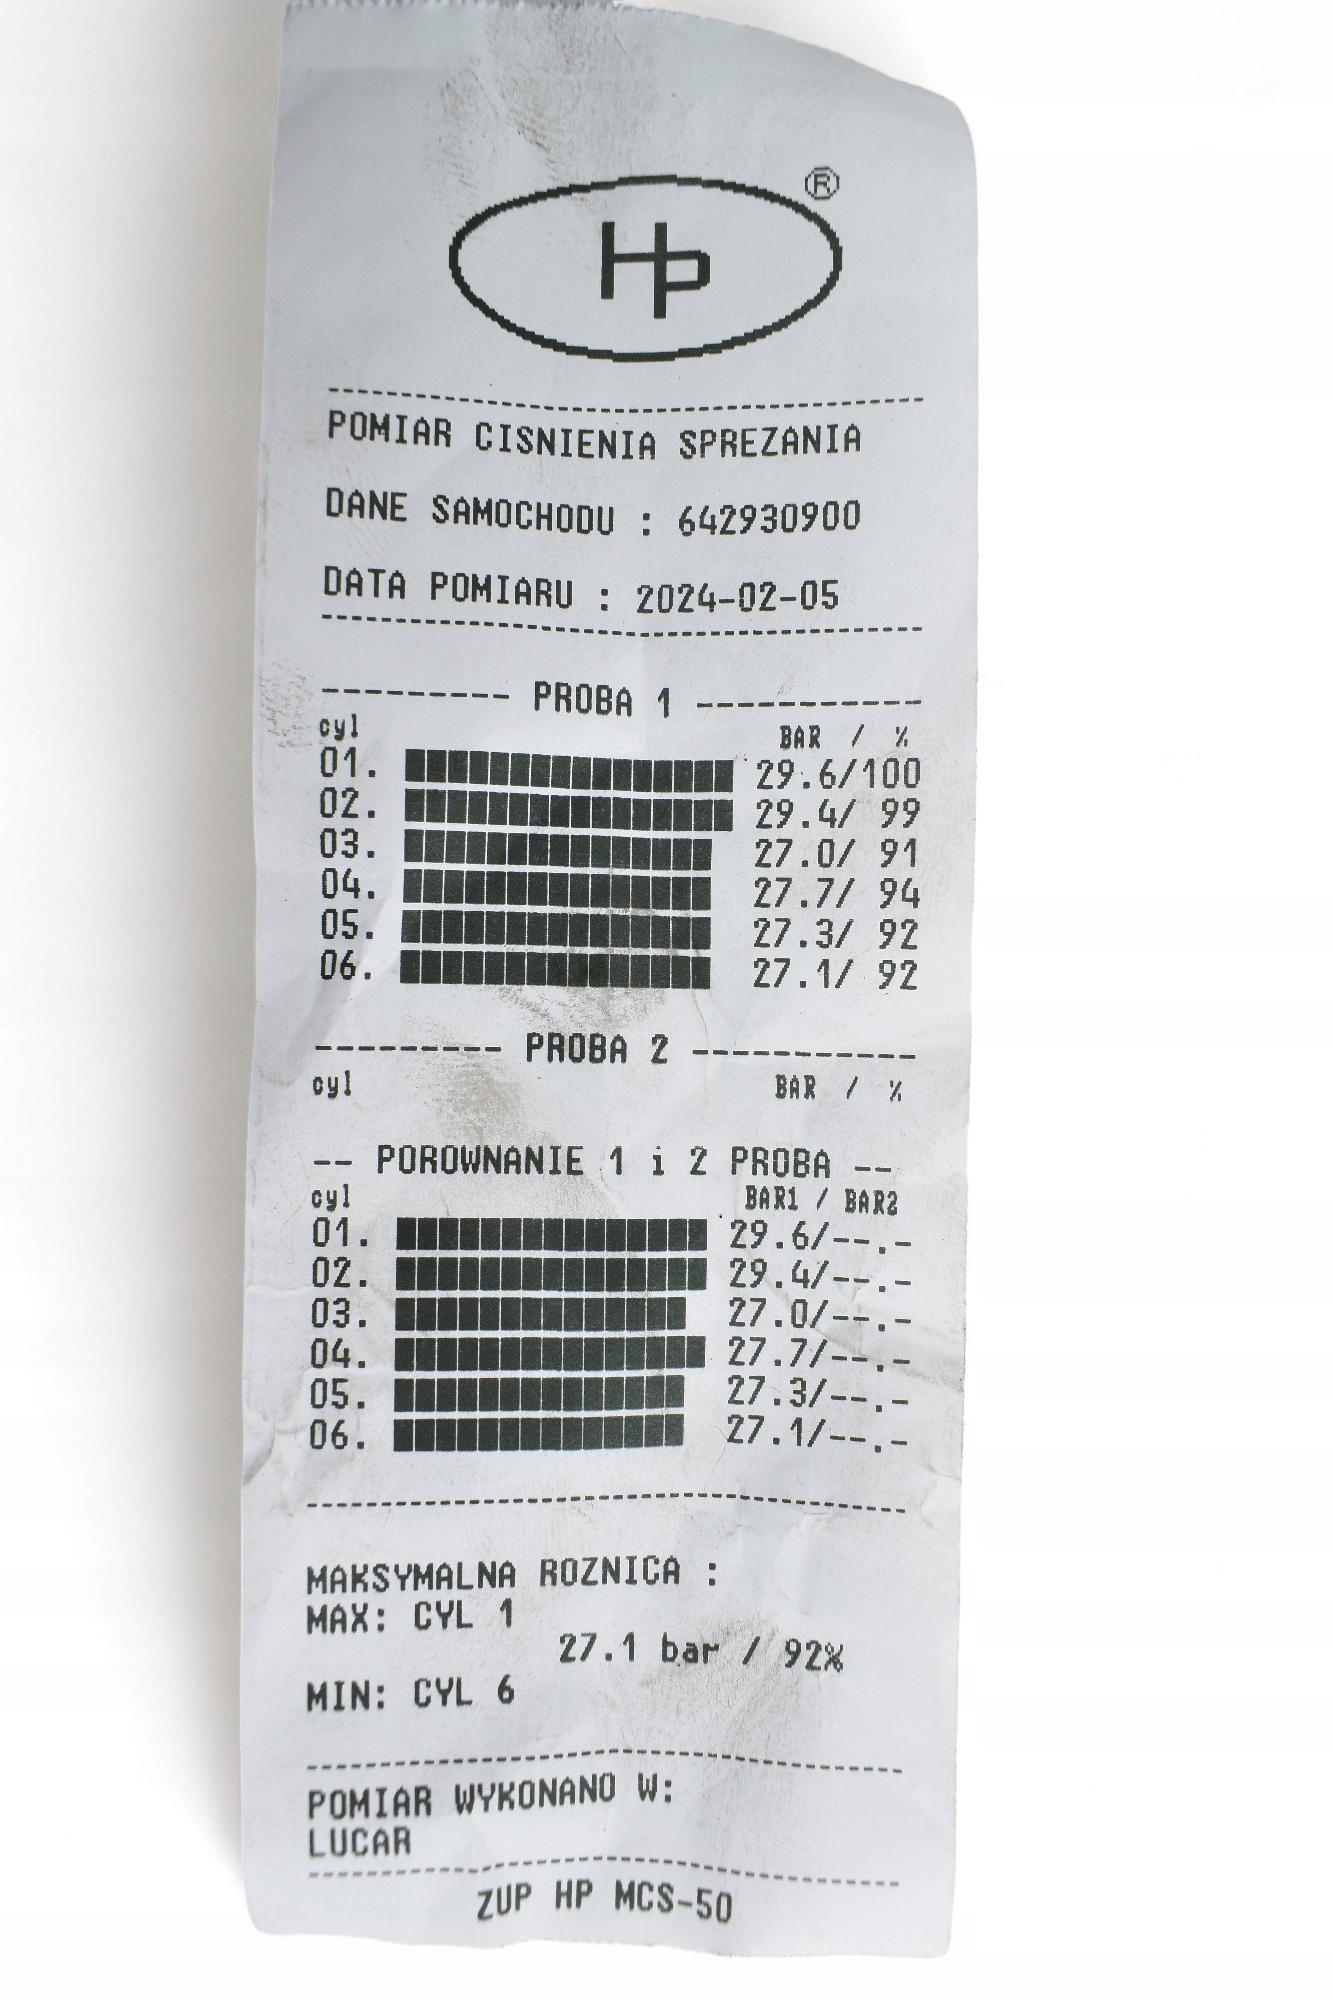 HP ®
POMIAR CISNIENIA SPREZANIA
DANE SAMOCHODU : 642930900
DATA POMIARU : 2024-02-05
--------- PROBA 1 -----------
cyl BAR / %
01. 29.6/100
02. 29.4/ 99
03. 27.0/ 91
04. 27.7/ 94
05. 27.3/ 92
06. 27.1/ 92
--------- PROBA 2 -----------
cyl BAR / %
-- POROWNANIE 1 i 2 PROBA --
cyl BAR1 / BAR2
01. 29.6/--.-
02. 29.4/--.-
03. 27.0/--.-
04. 27.7/--.-
05. 27.3/--.-
06. 27.1/--.-
MAKSYMALNA ROZNICA :
MAX: CYL 1
27.1 bar / 92%
MIN: CYL 6
POMIAR WYKONANO W:
LUCAR
ZUP HP MCS-50